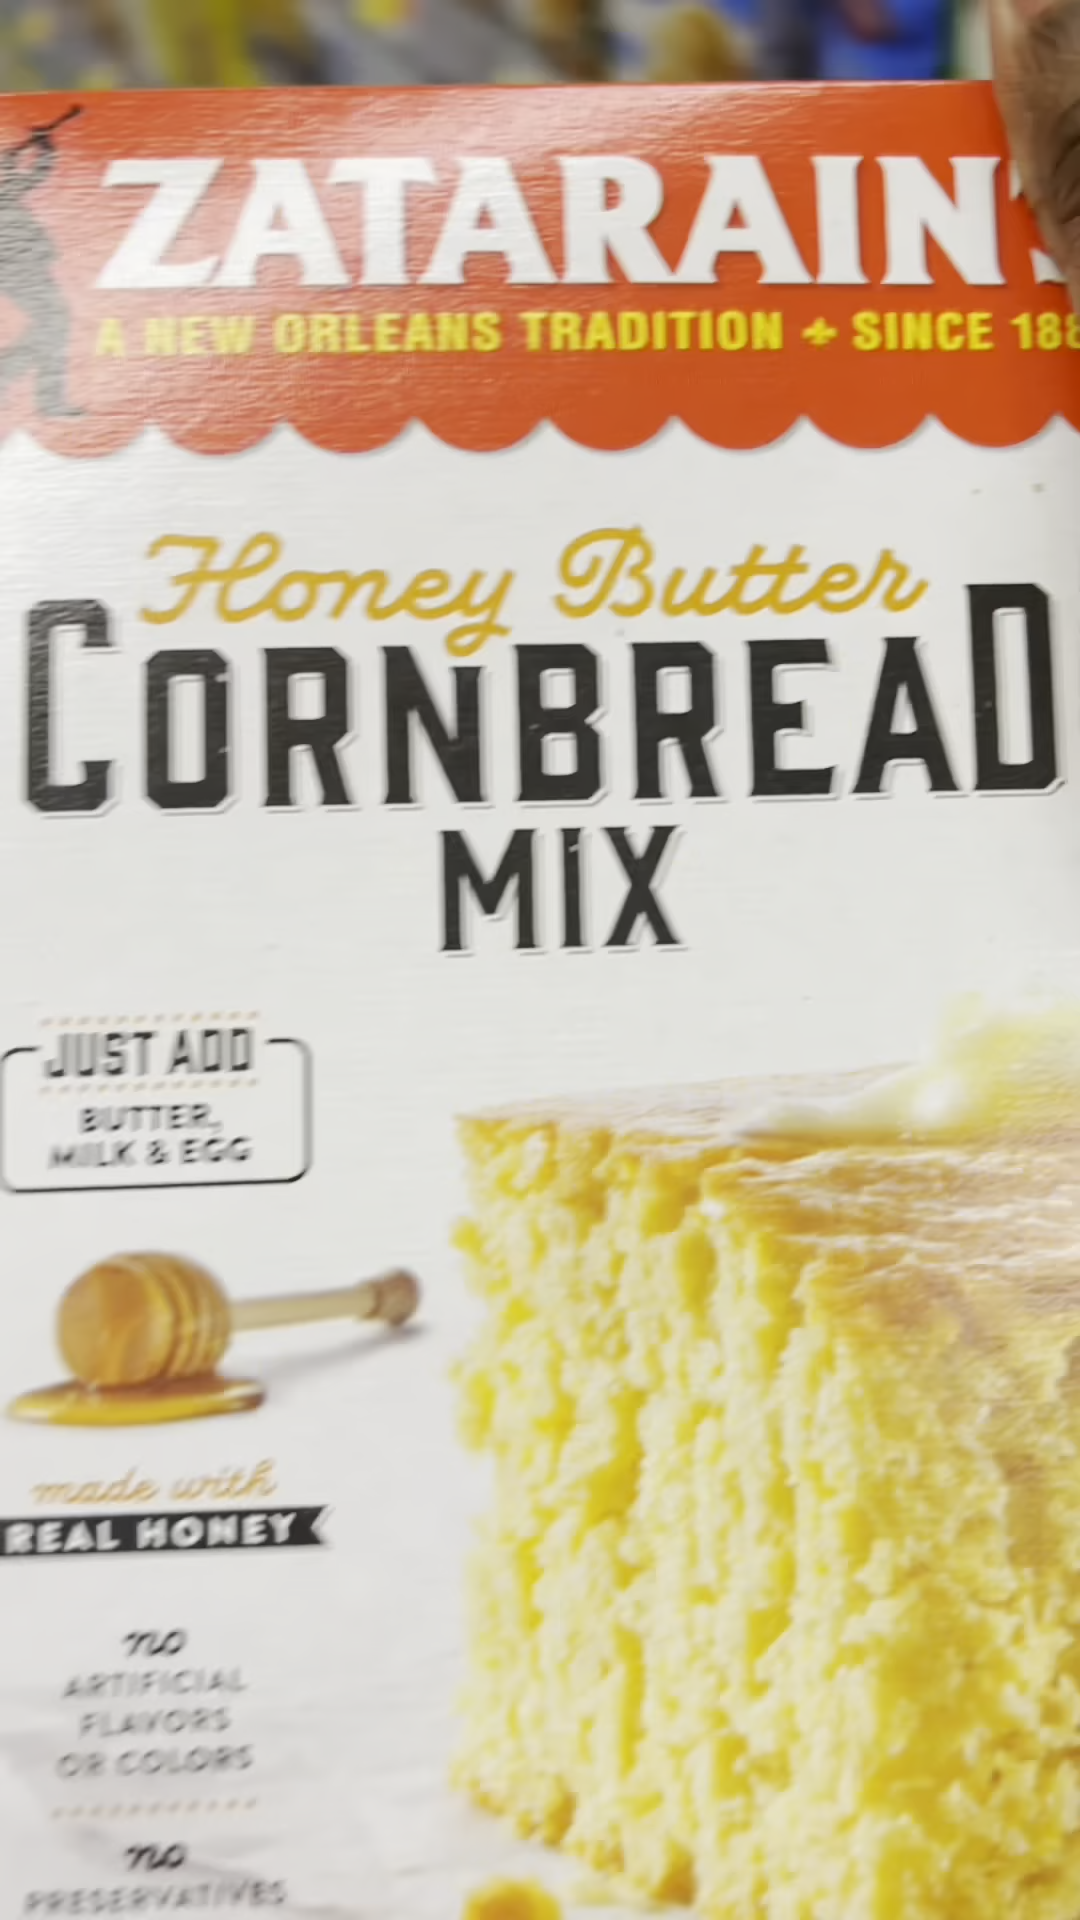 ZATARAIN'S
A NEW ORLEANS TRADITION + SINCE 188
Honey Butter
CORNBREAD
MIX
JUST ADD
BUTTER,
MILK & EGG
made with
REAL HONEY
no
ARTIFICIAL
FLAVORS
OR COLORS
no
PRESERVATIVES